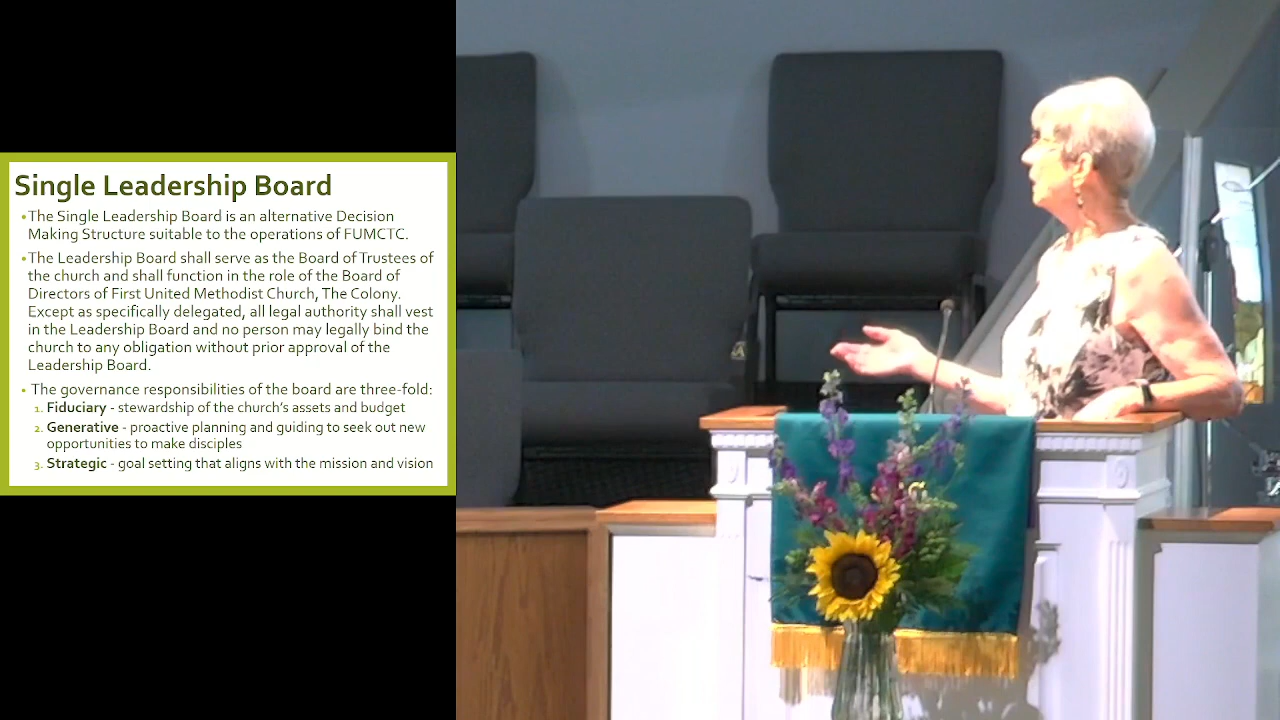 Single Leadership Board
•The Single Leadership Board is an alternative Decision
Making Structure suitable to the operations of FUMCTC.
•The Leadership Board shall serve as the Board of Trustees of
the church and shall function in the role of the Board of
Directors of First United Methodist Church, The Colony.
Except as specifically delegated, all legal authority shall vest
in the Leadership Board and no person may legally bind the
church to any obligation without prior approval of the
Leadership Board.
• The governance responsibilities of the board are three-fold:
1. Fiduciary - stewardship of the church's assets and budget
2. Generative - proactive planning and guiding to seek out new
opportunities to make disciples
3. Strategic - goal setting that aligns with the mission and vision